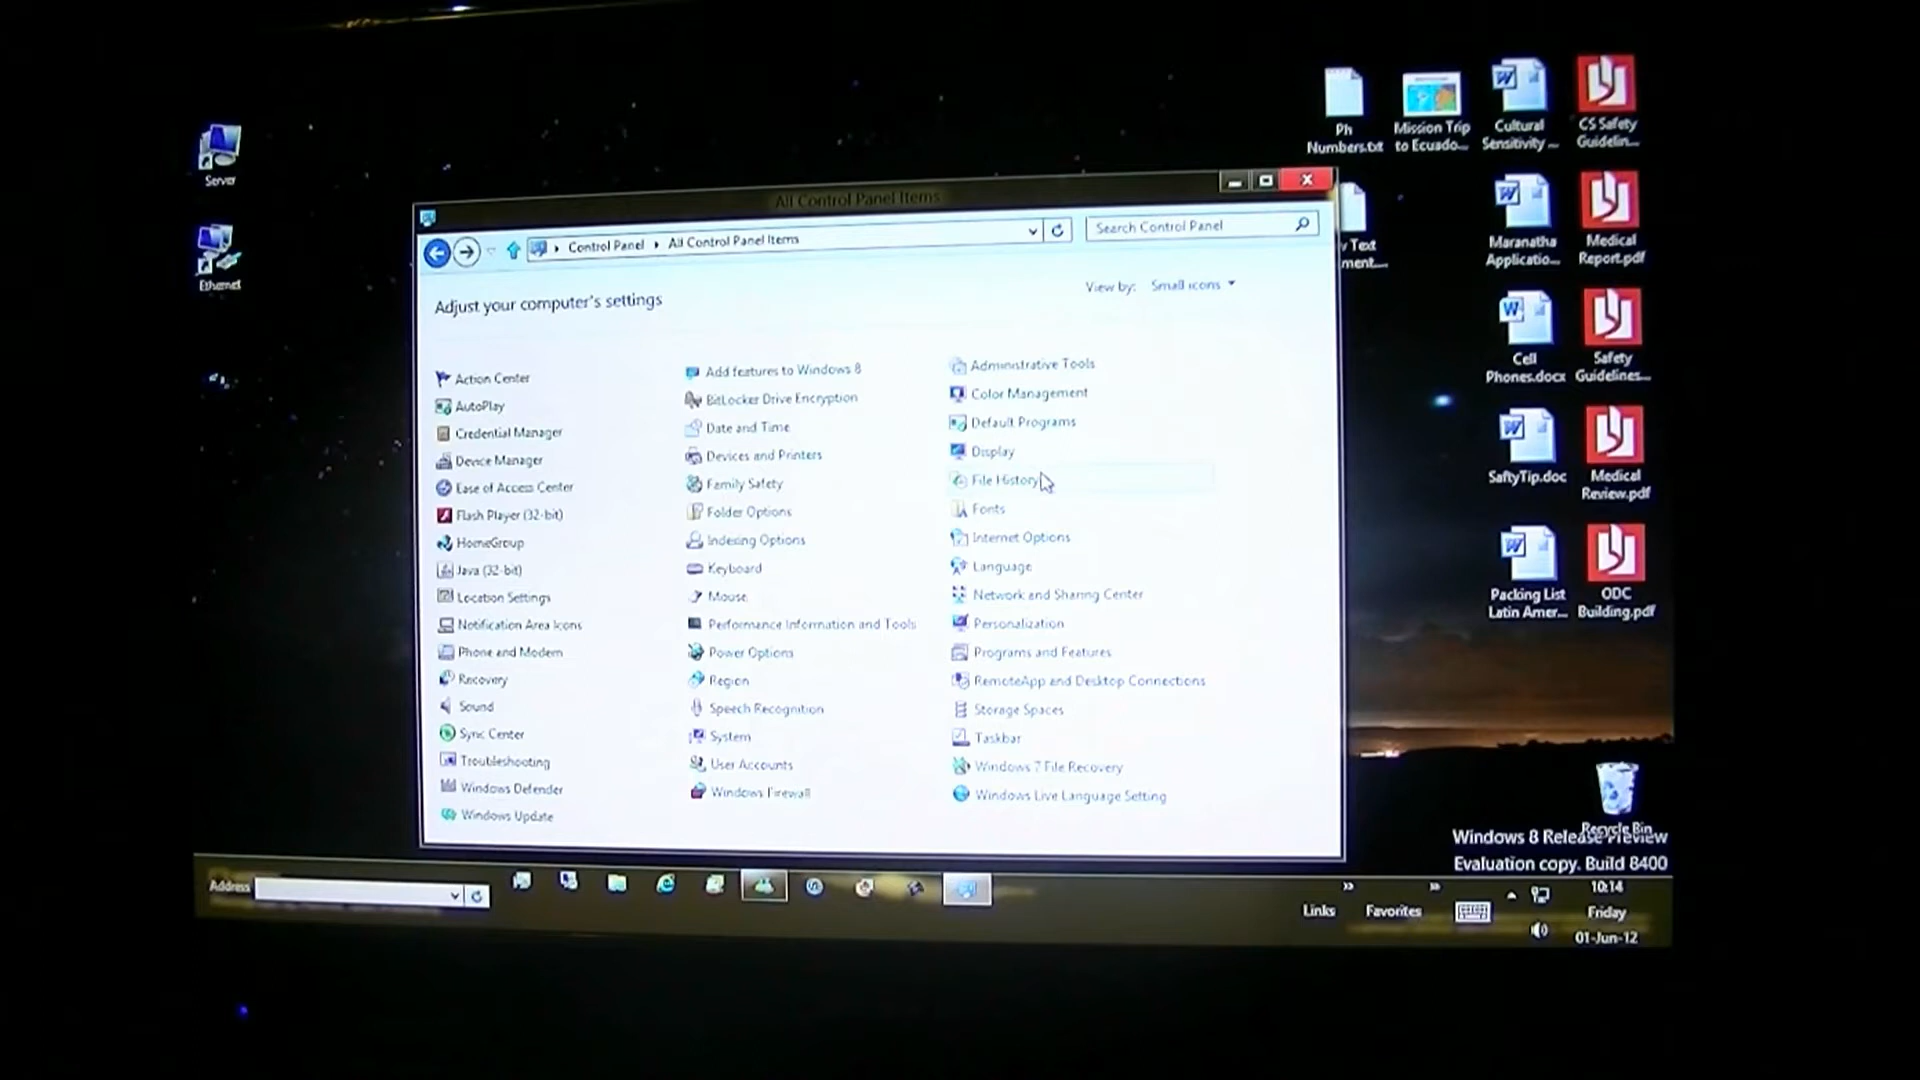 Server
Ethernet
Ph
Numbers.txt
Mission Trip
to Ecuado...
Cultural
Sensitivity ...
CS Safety
Guidelin...
Text
ment...
Maranatha
Applicatio...
Medical
Report.pdf
Cell
Phones.docx
Safety
Guidelines...
SaftyTip.doc
Medical
Review.pdf
Packing List
Latin Amer...
ODC
Building.pdf
Recycle Bin
All Control Panel Items
Control Panel
All Control Panel Items
Search Control Panel
Adjust your computer's settings
View by: Small icons
Action Center
AutoPlay
Credential Manager
Device Manager
Ease of Access Center
Flash Player (32-bit)
HomeGroup
Java (32-bit)
Location Settings
Notification Area Icons
Phone and Modem
Recovery
Sound
Sync Center
Troubleshooting
Windows Defender
Windows Update
Add features to Windows 8
BitLocker Drive Encryption
Date and Time
Devices and Printers
Family Safety
Folder Options
Indexing Options
Keyboard
Mouse
Performance Information and Tools
Power Options
Region
Speech Recognition
System
User Accounts
Windows Firewall
Administrative Tools
Color Management
Default Programs
Display
File History
Fonts
Internet Options
Language
Network and Sharing Center
Personalization
Programs and Features
RemoteApp and Desktop Connections
Storage Spaces
Taskbar
Windows 7 File Recovery
Windows Live Language Setting
Windows 8 Release Preview
Evaluation copy. Build 8400
Address
Links
Favorites
10:14
Friday
01-Jun-12